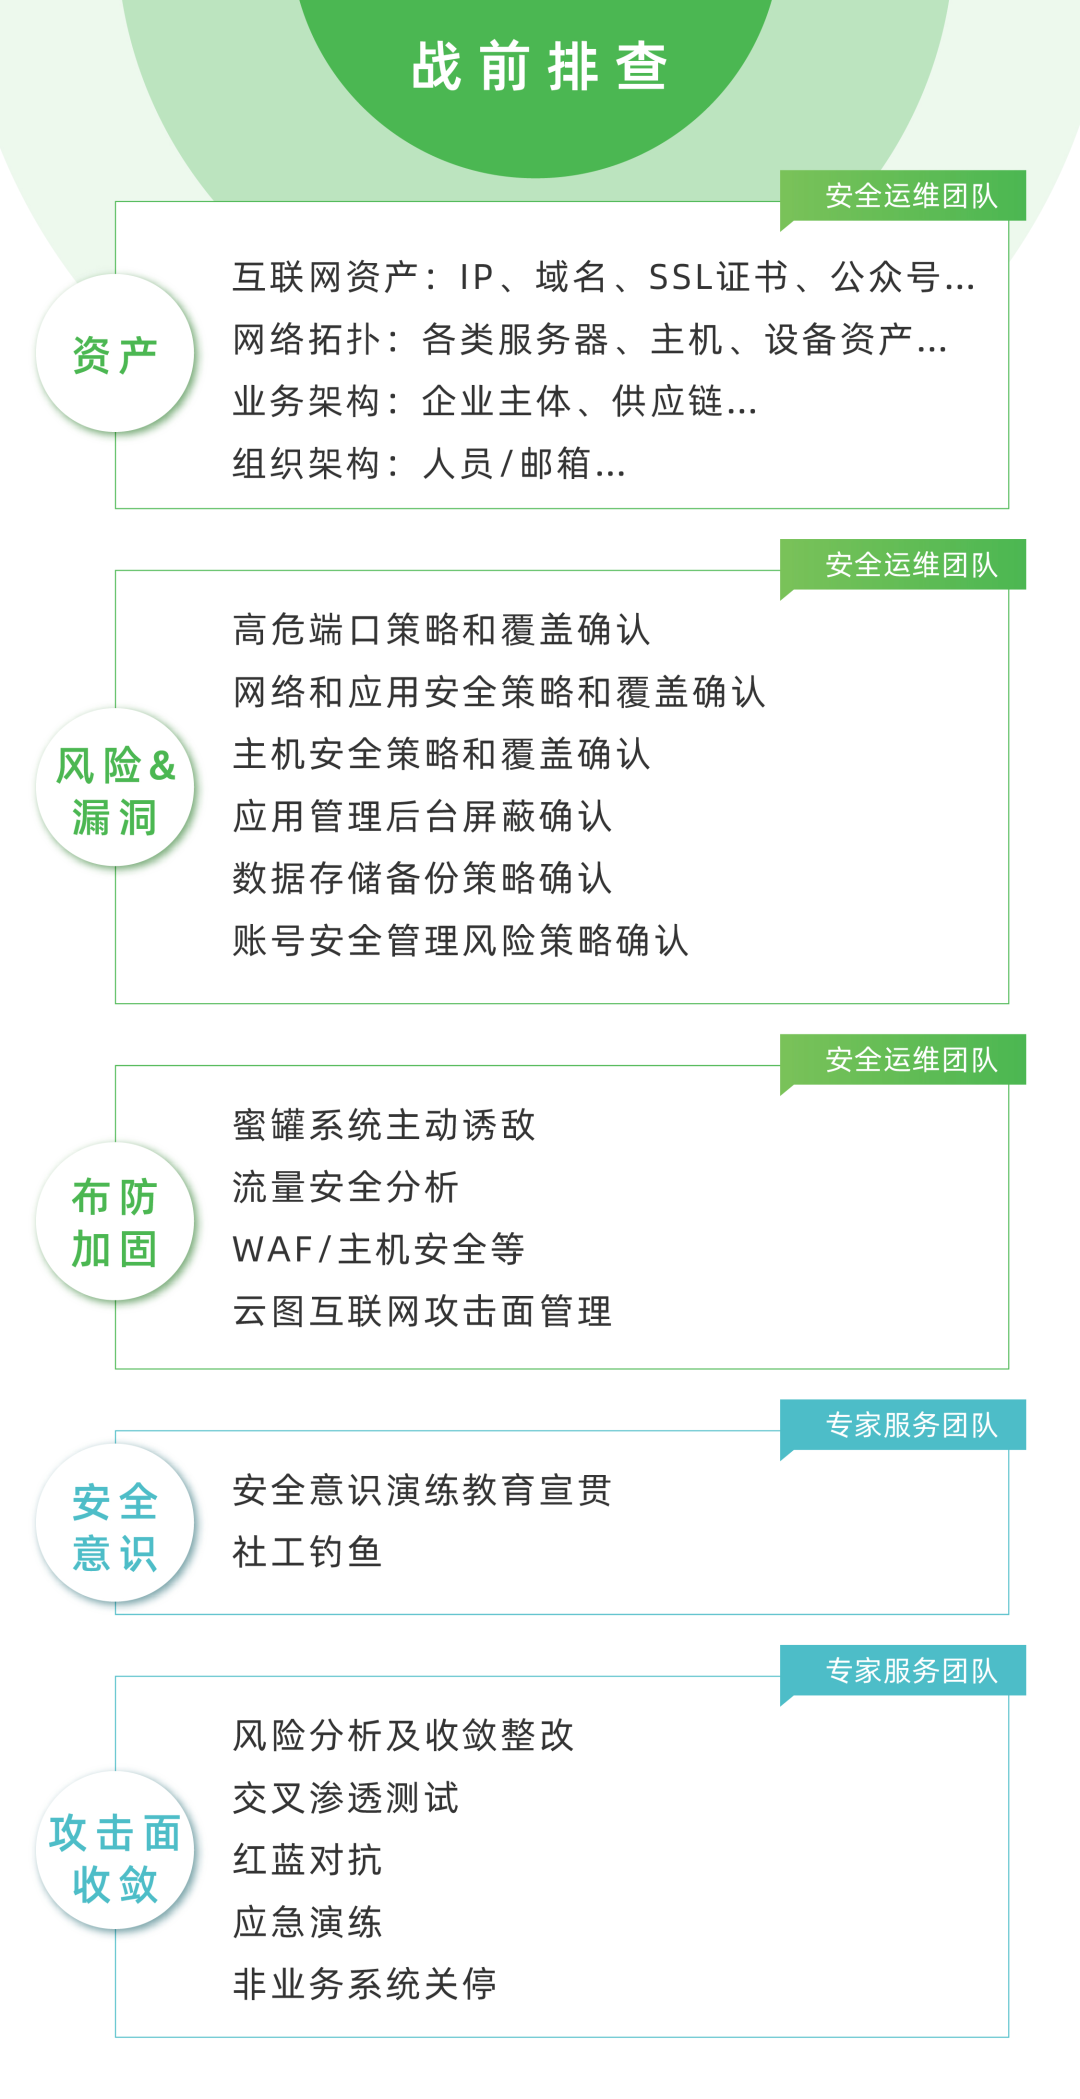 战前排查
安全运维团队
资产
互联网资产：IP、域名、SSL证书、公众号...
网络拓扑：各类服务器、主机、设备资产...
业务架构：企业主体、供应链...
组织架构：人员/邮箱...
安全运维团队
风险&
漏洞
高危端口策略和覆盖确认
网络和应用安全策略和覆盖确认
主机安全策略和覆盖确认
应用管理后台屏蔽确认
数据存储备份策略确认
账号安全管理风险策略确认
安全运维团队
布防
加固
蜜罐系统主动诱敌
流量安全分析
WAF/主机安全等
云图互联网攻击面管理
专家服务团队
安全
意识
安全意识演练教育宣贯
社工钓鱼
专家服务团队
攻击面
收敛
风险分析及收敛整改
交叉渗透测试
红蓝对抗
应急演练
非业务系统关停